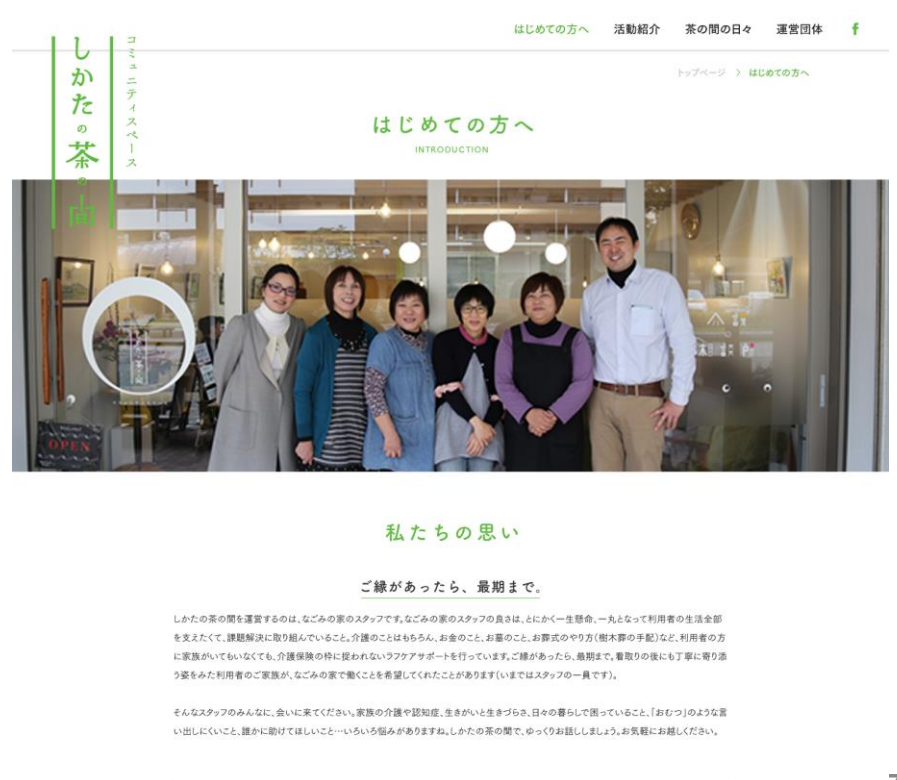 はじめての方へ
活動紹介
茶の間の日々
運営団体
f
コミュニティスペース
しかたの茶の間
トップページ > はじめての方へ
はじめての方へ
INTRODUCTION
OPEN
私たちの思い
ご縁があったら、最期まで。
しかたの茶の間を運営するのは、なごみの家のスタッフです。なごみの家のスタッフの良さは、とにかく一生懸命、一丸となって利用者の生活全部
を支えたくて、課題解決に取り組んでいること。介護のことはもちろん、お金のこと、お墓のこと、お葬式のやり方(樹木葬の手配)など、利用者の方
に家族がいてもいなくても、介護保険の枠に捉われないラフケアサポートを行っています。ご縁があったら、最期まで。看取りの後にも丁寧に寄り添
う姿をみた利用者のご家族が、なごみの家で働くことを希望してくれたことがあります(いまではスタッフの一員です)。
そんなスタッフのみんなに、会いに来てください。家族の介護や認知症、生きがいと生きづらさ、日々の暮らしで困っていること、「おむつ」のような言
い出しにくいこと、誰かに助けてほしいこと…いろいろ悩みがありますね。しかたの茶の間で、ゆっくりお話ししましょう。お気軽にお越しください。